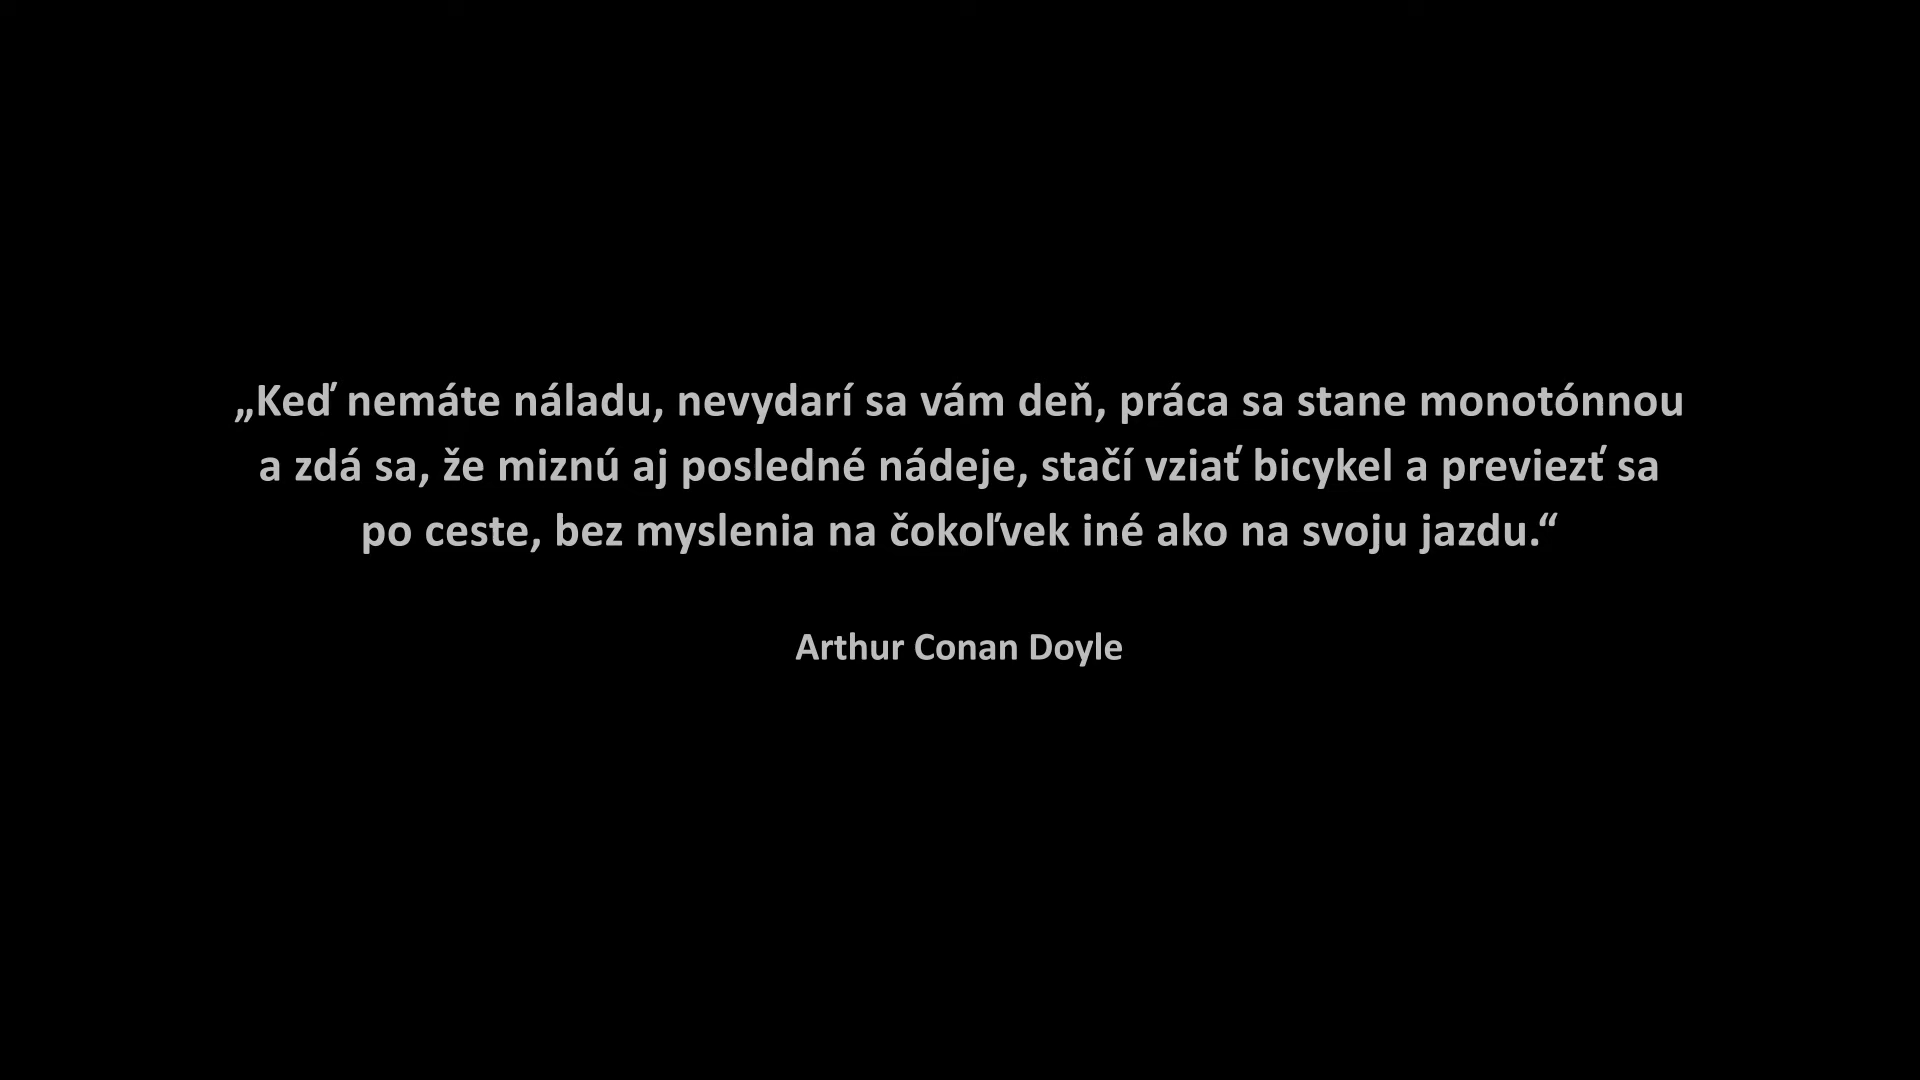 „Keď nemáte náladu, nevydarí sa vám deň, práca sa stane monotónnou
a zdá sa, že miznú aj posledné nádeje, stačí vziať bicykel a previezť sa
po ceste, bez myslenia na čokoľvek iné ako na svoju jazdu.“
Arthur Conan Doyle